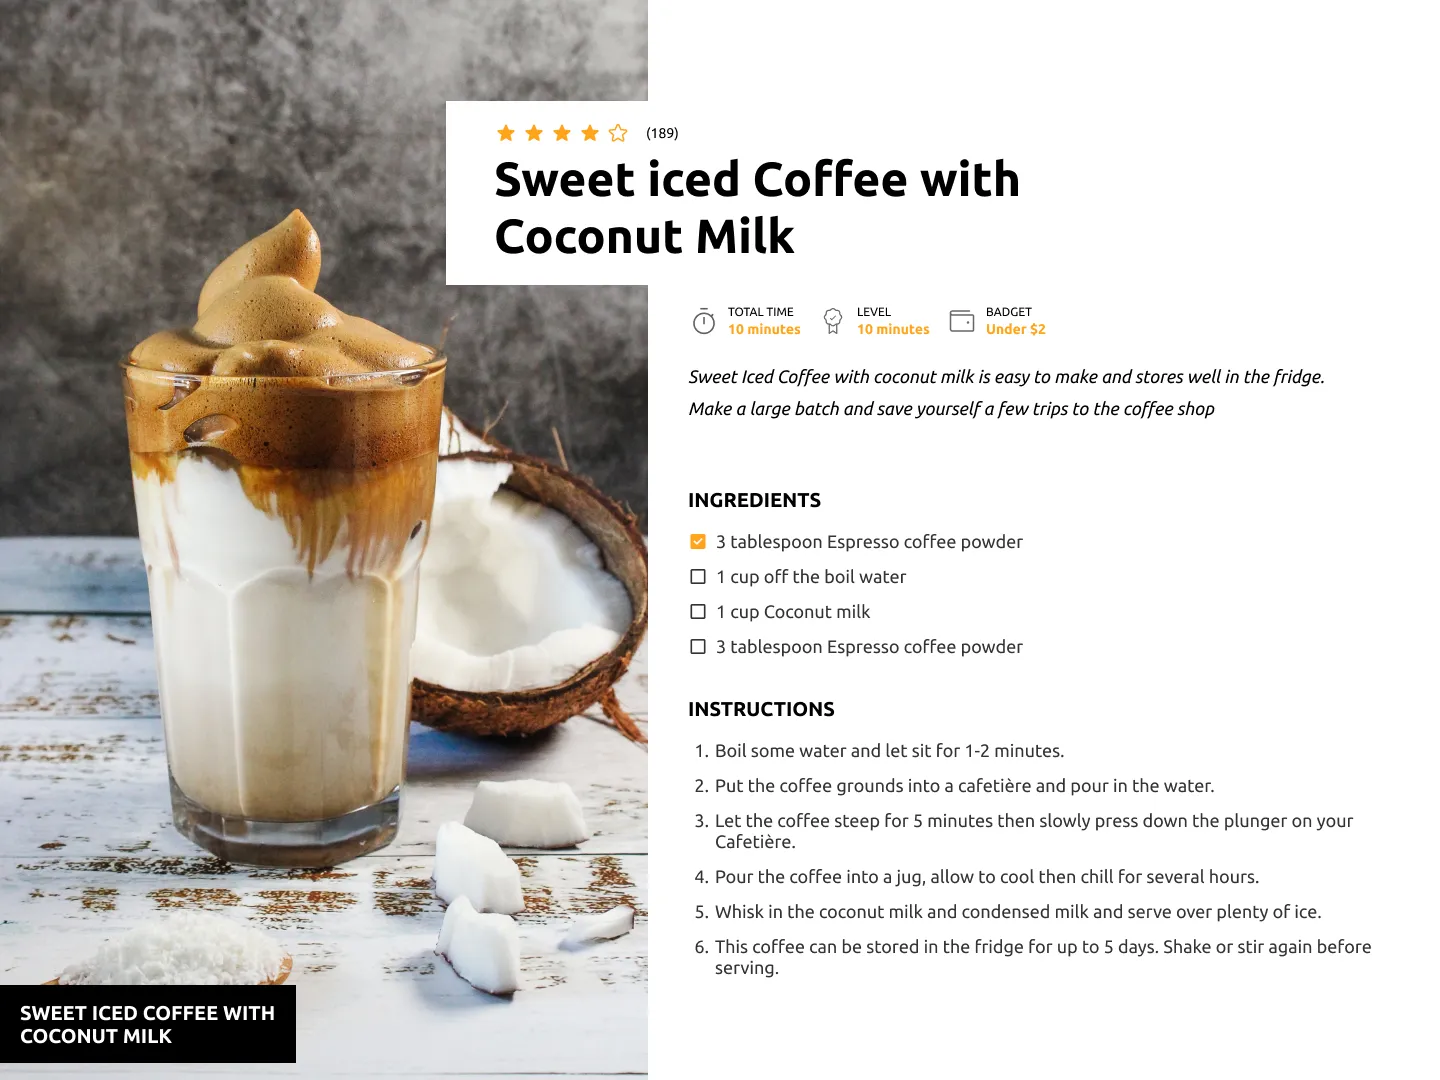 (189)
Sweet iced Coffee with
Coconut Milk
TOTAL TIME
10 minutes
LEVEL
10 minutes
BADGET
Under $2
Sweet Iced Coffee with coconut milk is easy to make and stores well in the fridge.
Make a large batch and save yourself a few trips to the coffee shop
INGREDIENTS
3 tablespoon Espresso coffee powder
1 cup off the boil water
1 cup Coconut milk
3 tablespoon Espresso coffee powder
INSTRUCTIONS
1. Boil some water and let sit for 1-2 minutes.
2. Put the coffee grounds into a cafetière and pour in the water.
3. Let the coffee steep for 5 minutes then slowly press down the plunger on your
Cafetière.
4. Pour the coffee into a jug, allow to cool then chill for several hours.
5. Whisk in the coconut milk and condensed milk and serve over plenty of ice.
6. This coffee can be stored in the fridge for up to 5 days. Shake or stir again before
serving.
SWEET ICED COFFEE WITH
COCONUT MILK